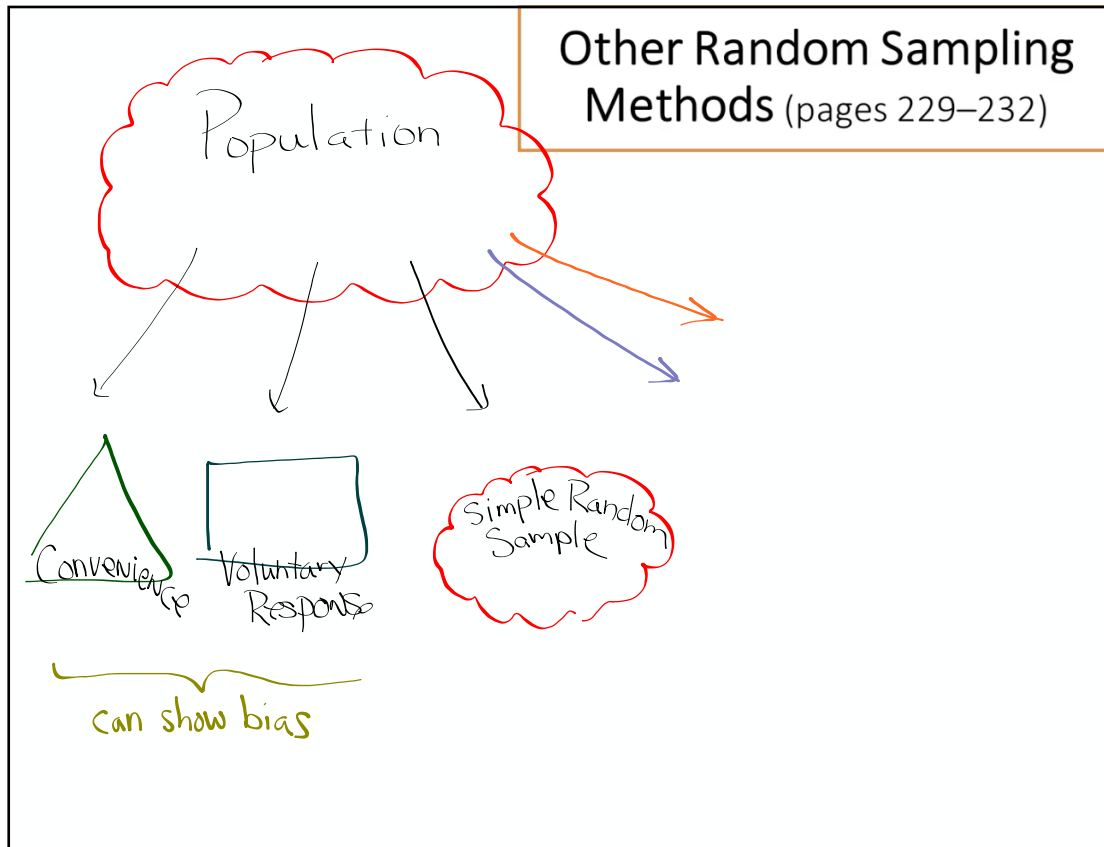 Other Random Sampling
Methods (pages 229–232)
Population
Convenience
Voluntary
Response
Simple Random
Sample
can show bias